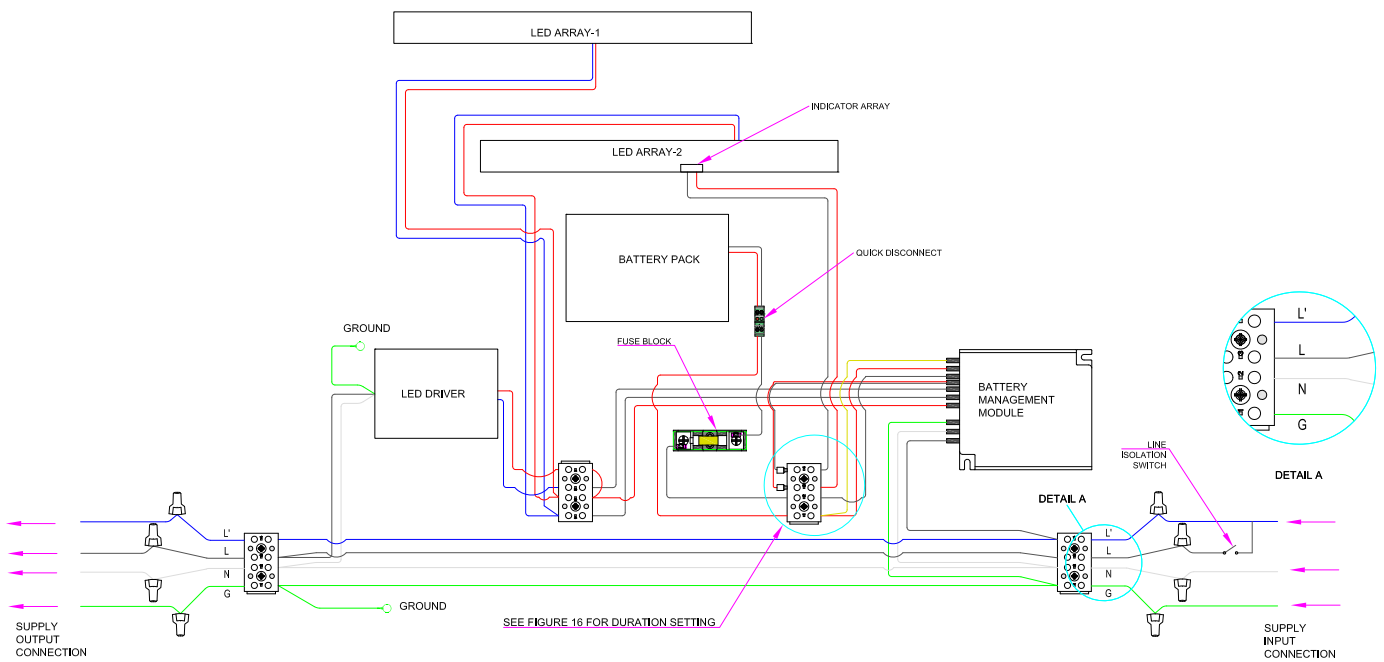 LED ARRAY-1
INDICATOR ARRAY
LED ARRAY-2
BATTERY PACK
QUICK DISCONNECT
GROUND
FUSE BLOCK
LED DRIVER
BATTERY
MANAGEMENT
MODULE
L'
L
N
G
LINE
ISOLATION
SWITCH
DETAIL A
DETAIL A
L'
L
N
G
L'
L
N
G
GROUND
SEE FIGURE 16 FOR DURATION SETTING
SUPPLY
OUTPUT
CONNECTION
SUPPLY
INPUT
CONNECTION